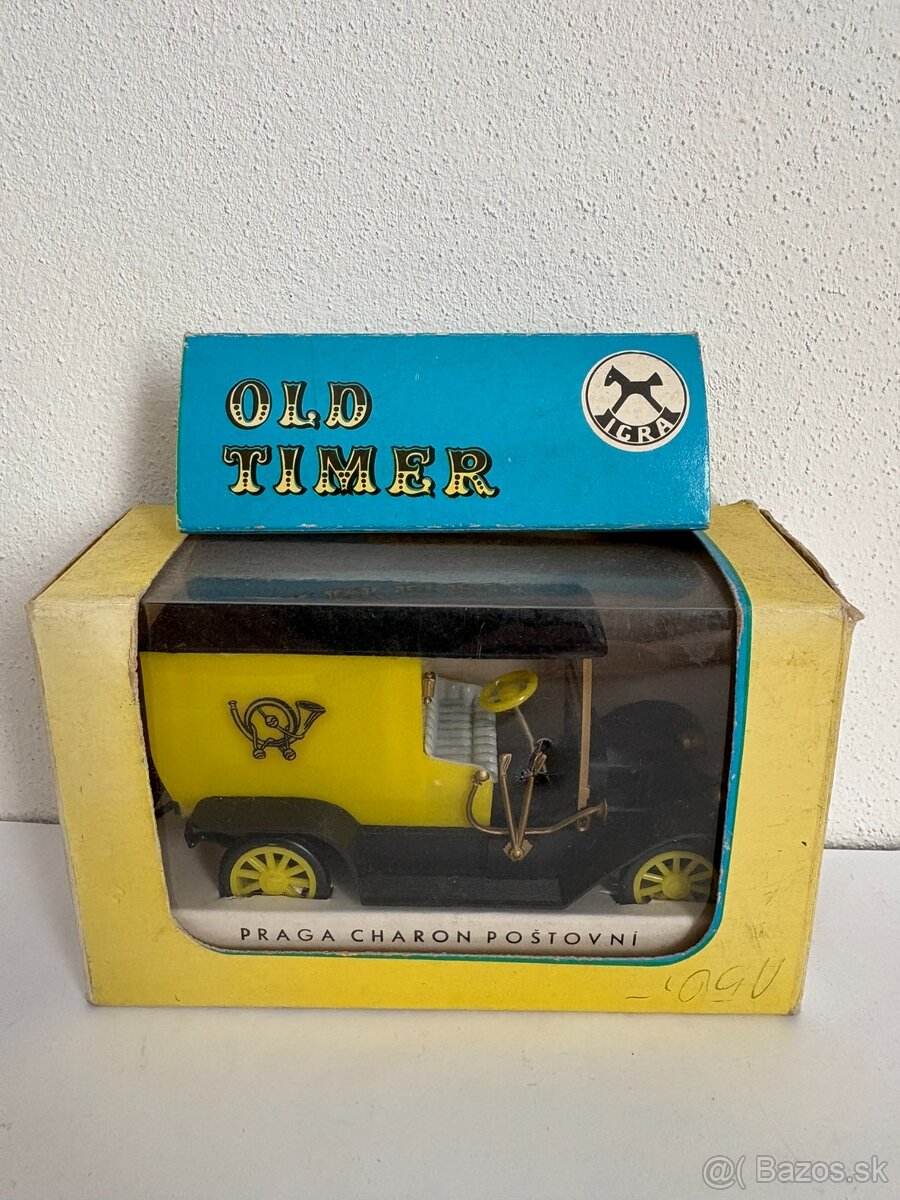 OLD
TIMER
IGRA
PRAGA CHARON POŠTOVNÍ
@( Bazos.sk